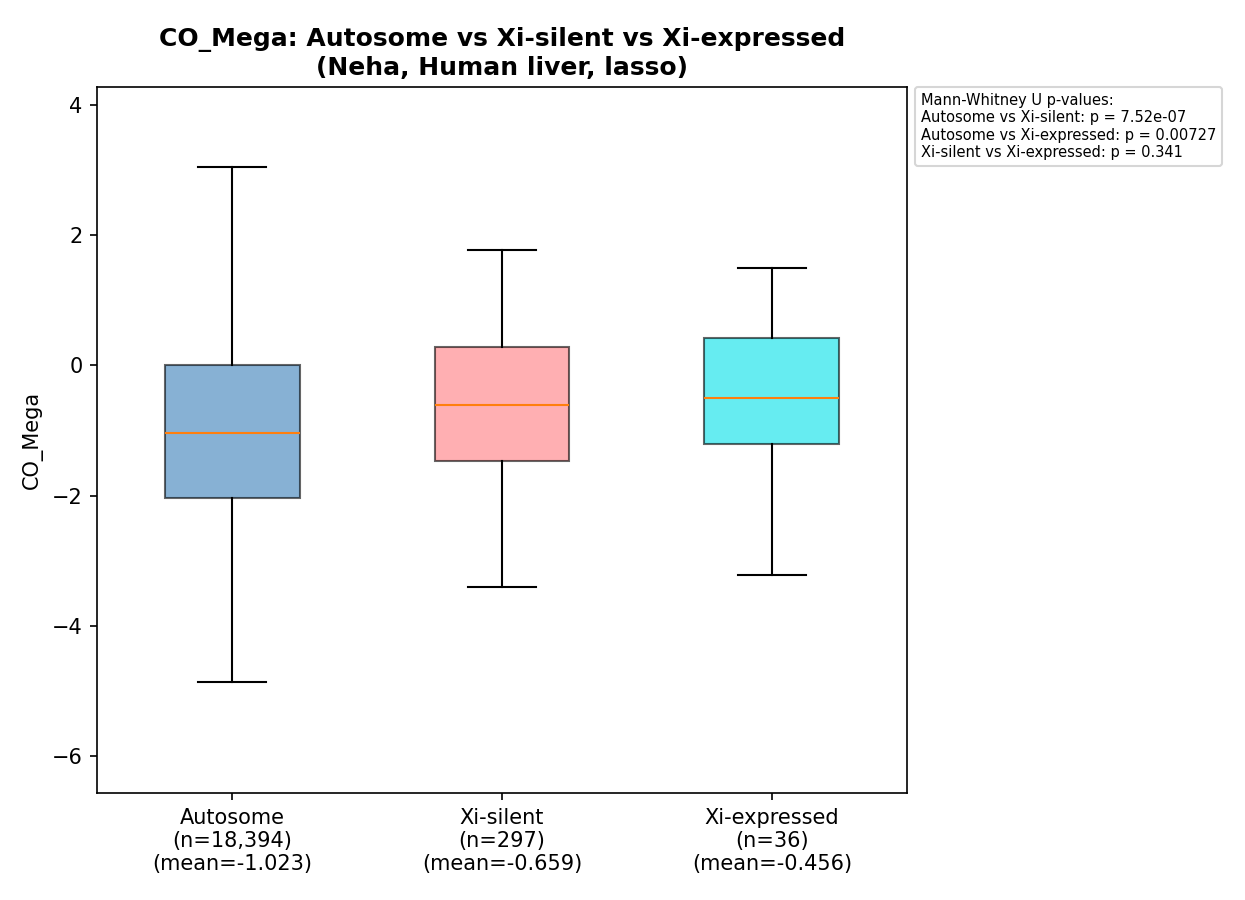 CO_Mega: Autosome vs Xi-silent vs Xi-expressed
(Neha, Human liver, lasso)
Mann-Whitney U p-values:
Autosome vs Xi-silent: p = 7.52e-07
Autosome vs Xi-expressed: p = 0.00727
Xi-silent vs Xi-expressed: p = 0.341
CO_Mega
4
2
0
−2
−4
−6
Autosome
(n=18,394)
(mean=-1.023)
Xi-silent
(n=297)
(mean=-0.659)
Xi-expressed
(n=36)
(mean=-0.456)